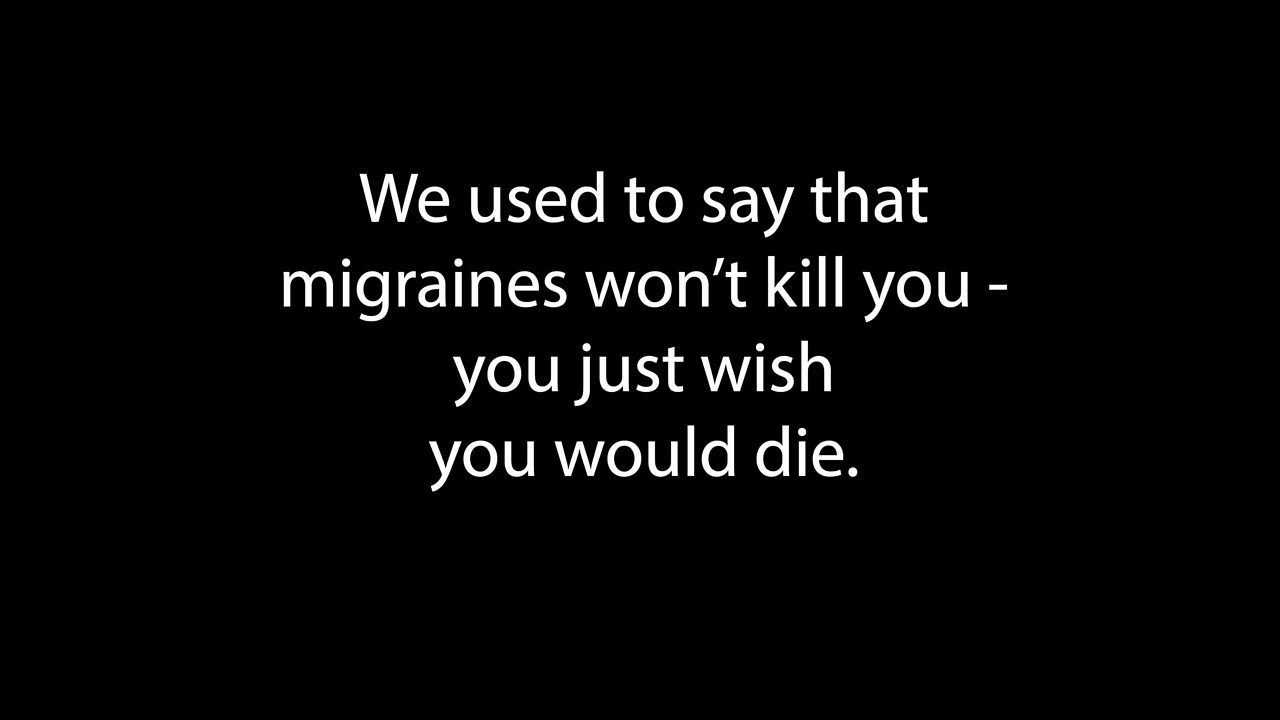 We used to say that
migraines won’t kill you -
you just wish
you would die.